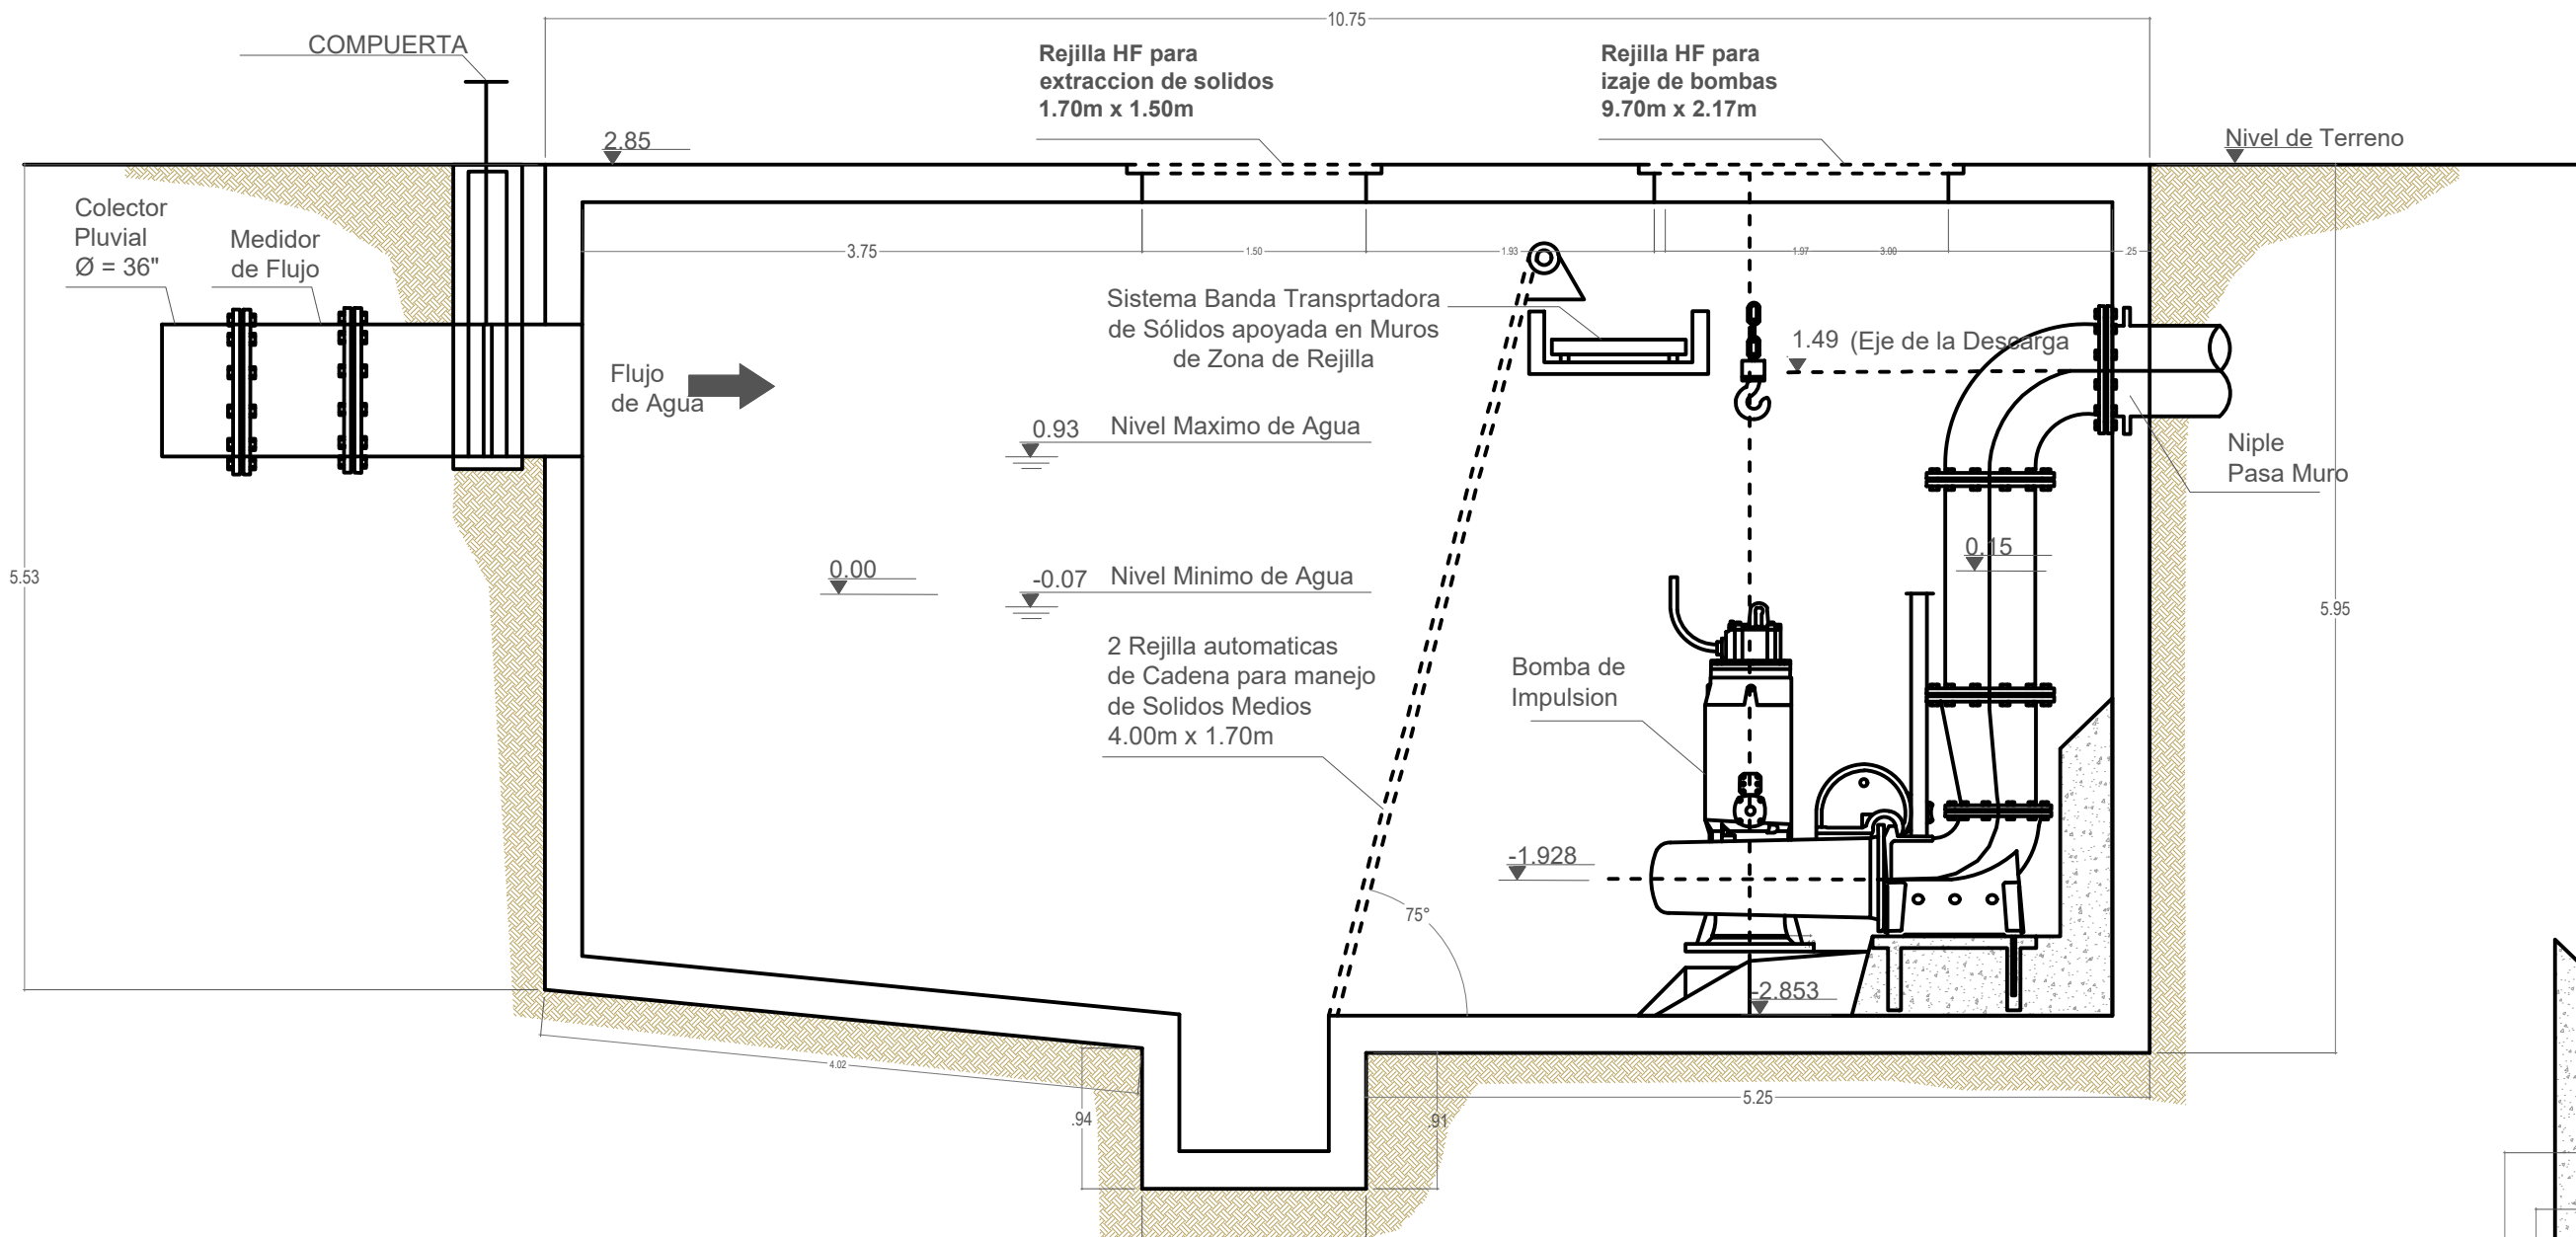 10.75
COMPUERTA
Rejilla HF para
extraccion de solidos
1.70m x 1.50m
Rejilla HF para
izaje de bombas
9.70m x 2.17m
2.85
Nivel de Terreno
Colector
Pluvial
Ø = 36"
Medidor
de Flujo
3.75
1.50
1.93
1.97
3.00
.25
Sistema Banda Transprtadora
de Sólidos apoyada en Muros
de Zona de Rejilla
1.49 (Eje de la Descarga
Flujo
de Agua
0.93 Nivel Maximo de Agua
Niple
Pasa Muro
5.53
0.00
-0.07 Nivel Minimo de Agua
0.15
5.95
2 Rejilla automaticas
de Cadena para manejo
de Solidos Medios
4.00m x 1.70m
Bomba de
Impulsion
-1.928
75°
-2.853
4.02
.94
.91
5.25